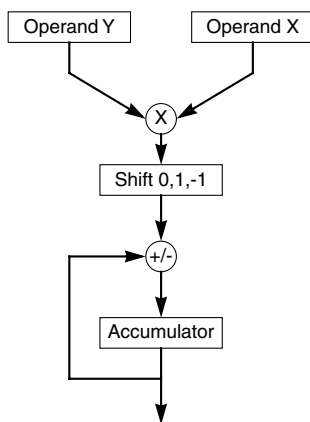 Operand Y
Operand X
X
Shift 0,1,-1
+/-
Accumulator